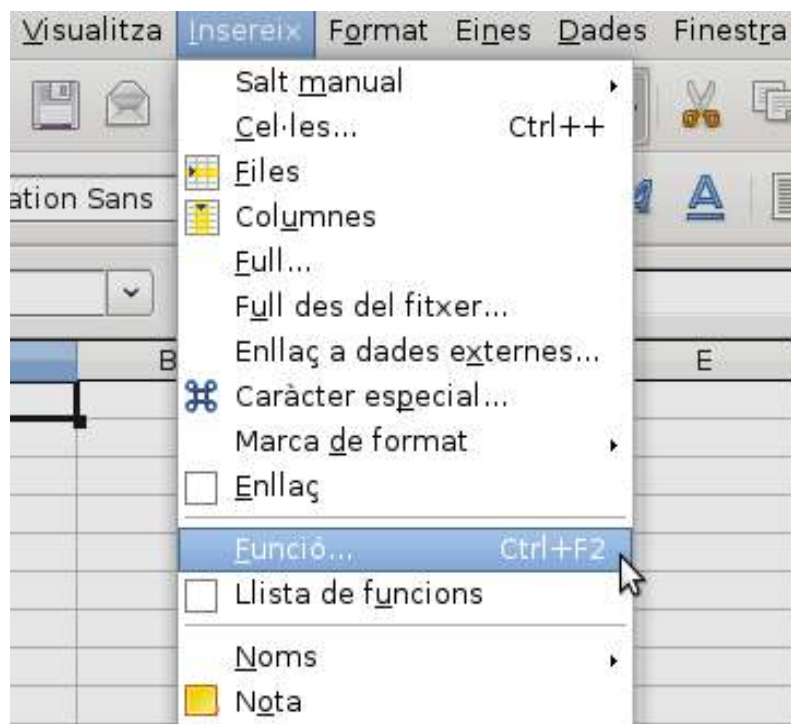 Visualitza Insereix Format Eines Dades Finestra
Salt manual
Cel·les... Ctrl++
Files
ation Sans
Columnes
Full...
Full des del fitxer...
Enllaç a dades externes...
B E
Caràcter especial...
Marca de format
Enllaç
Funció... Ctrl+F2
Llista de funcions
Noms
Nota